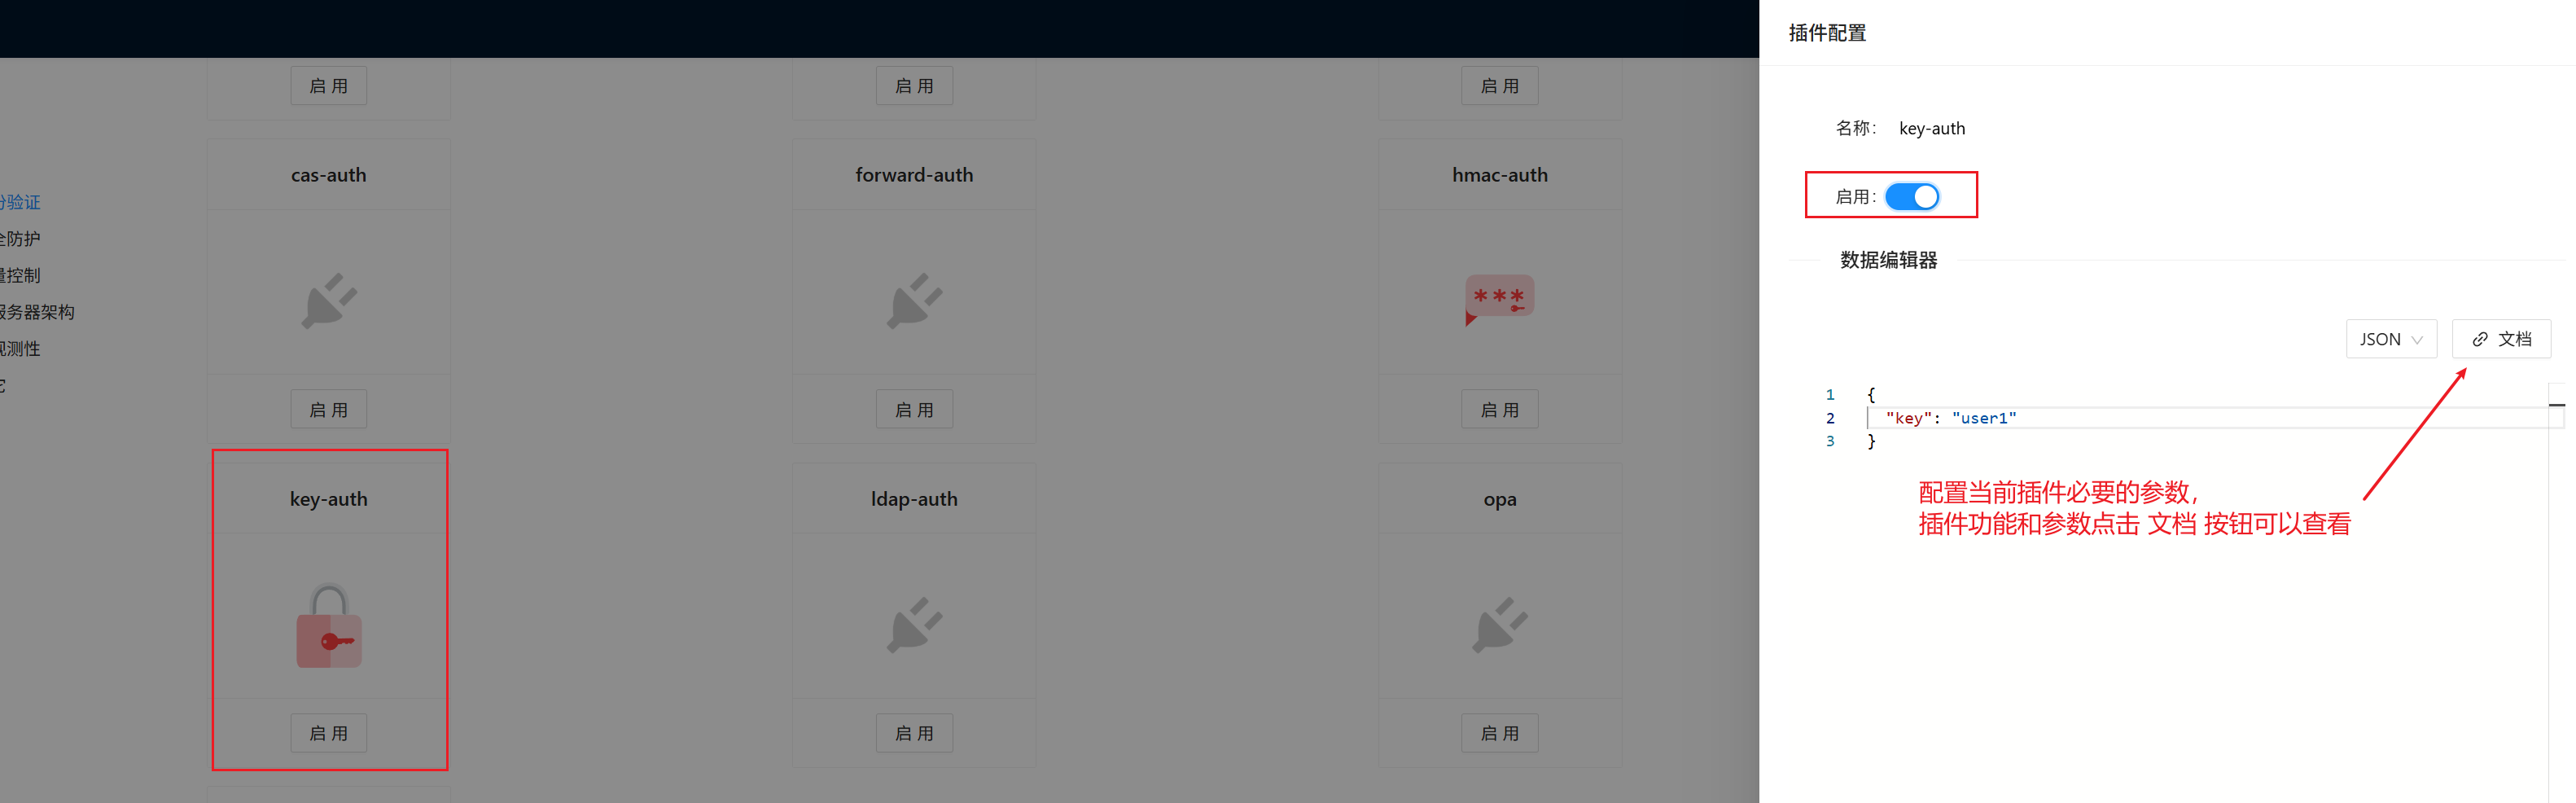 启 用
启 用
启 用
cas-auth
forward-auth
hmac-auth
份验证
全防护
量控制
服务器架构
观测性
***
启 用
启 用
启 用
key-auth
ldap-auth
opa
启 用
启 用
启 用
插件配置
名称：
key-auth
启用：
数据编辑器
JSON
文档
1 {
2 "key": "user1"
3 }
配置当前插件必要的参数，
插件功能和参数点击 文档 按钮可以查看